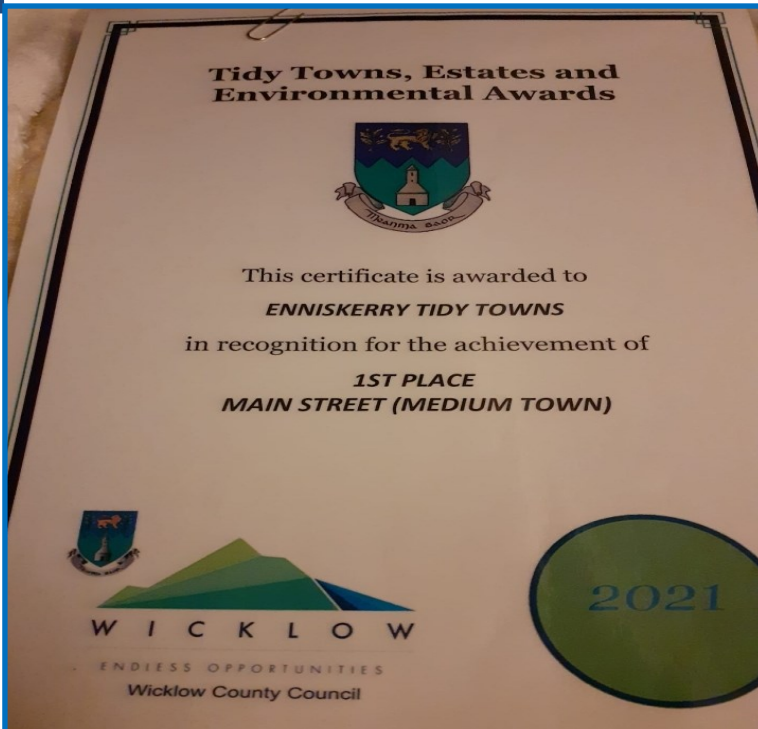 Tidy Towns, Estates and
Environmental Awards
This certificate is awarded to
ENNISKERRY TIDY TOWNS
in recognition for the achievement of
1ST PLACE
MAIN STREET (MEDIUM TOWN)
2021
WICKLOW
ENDLESS OPPORTUNITIES
Wicklow County Council